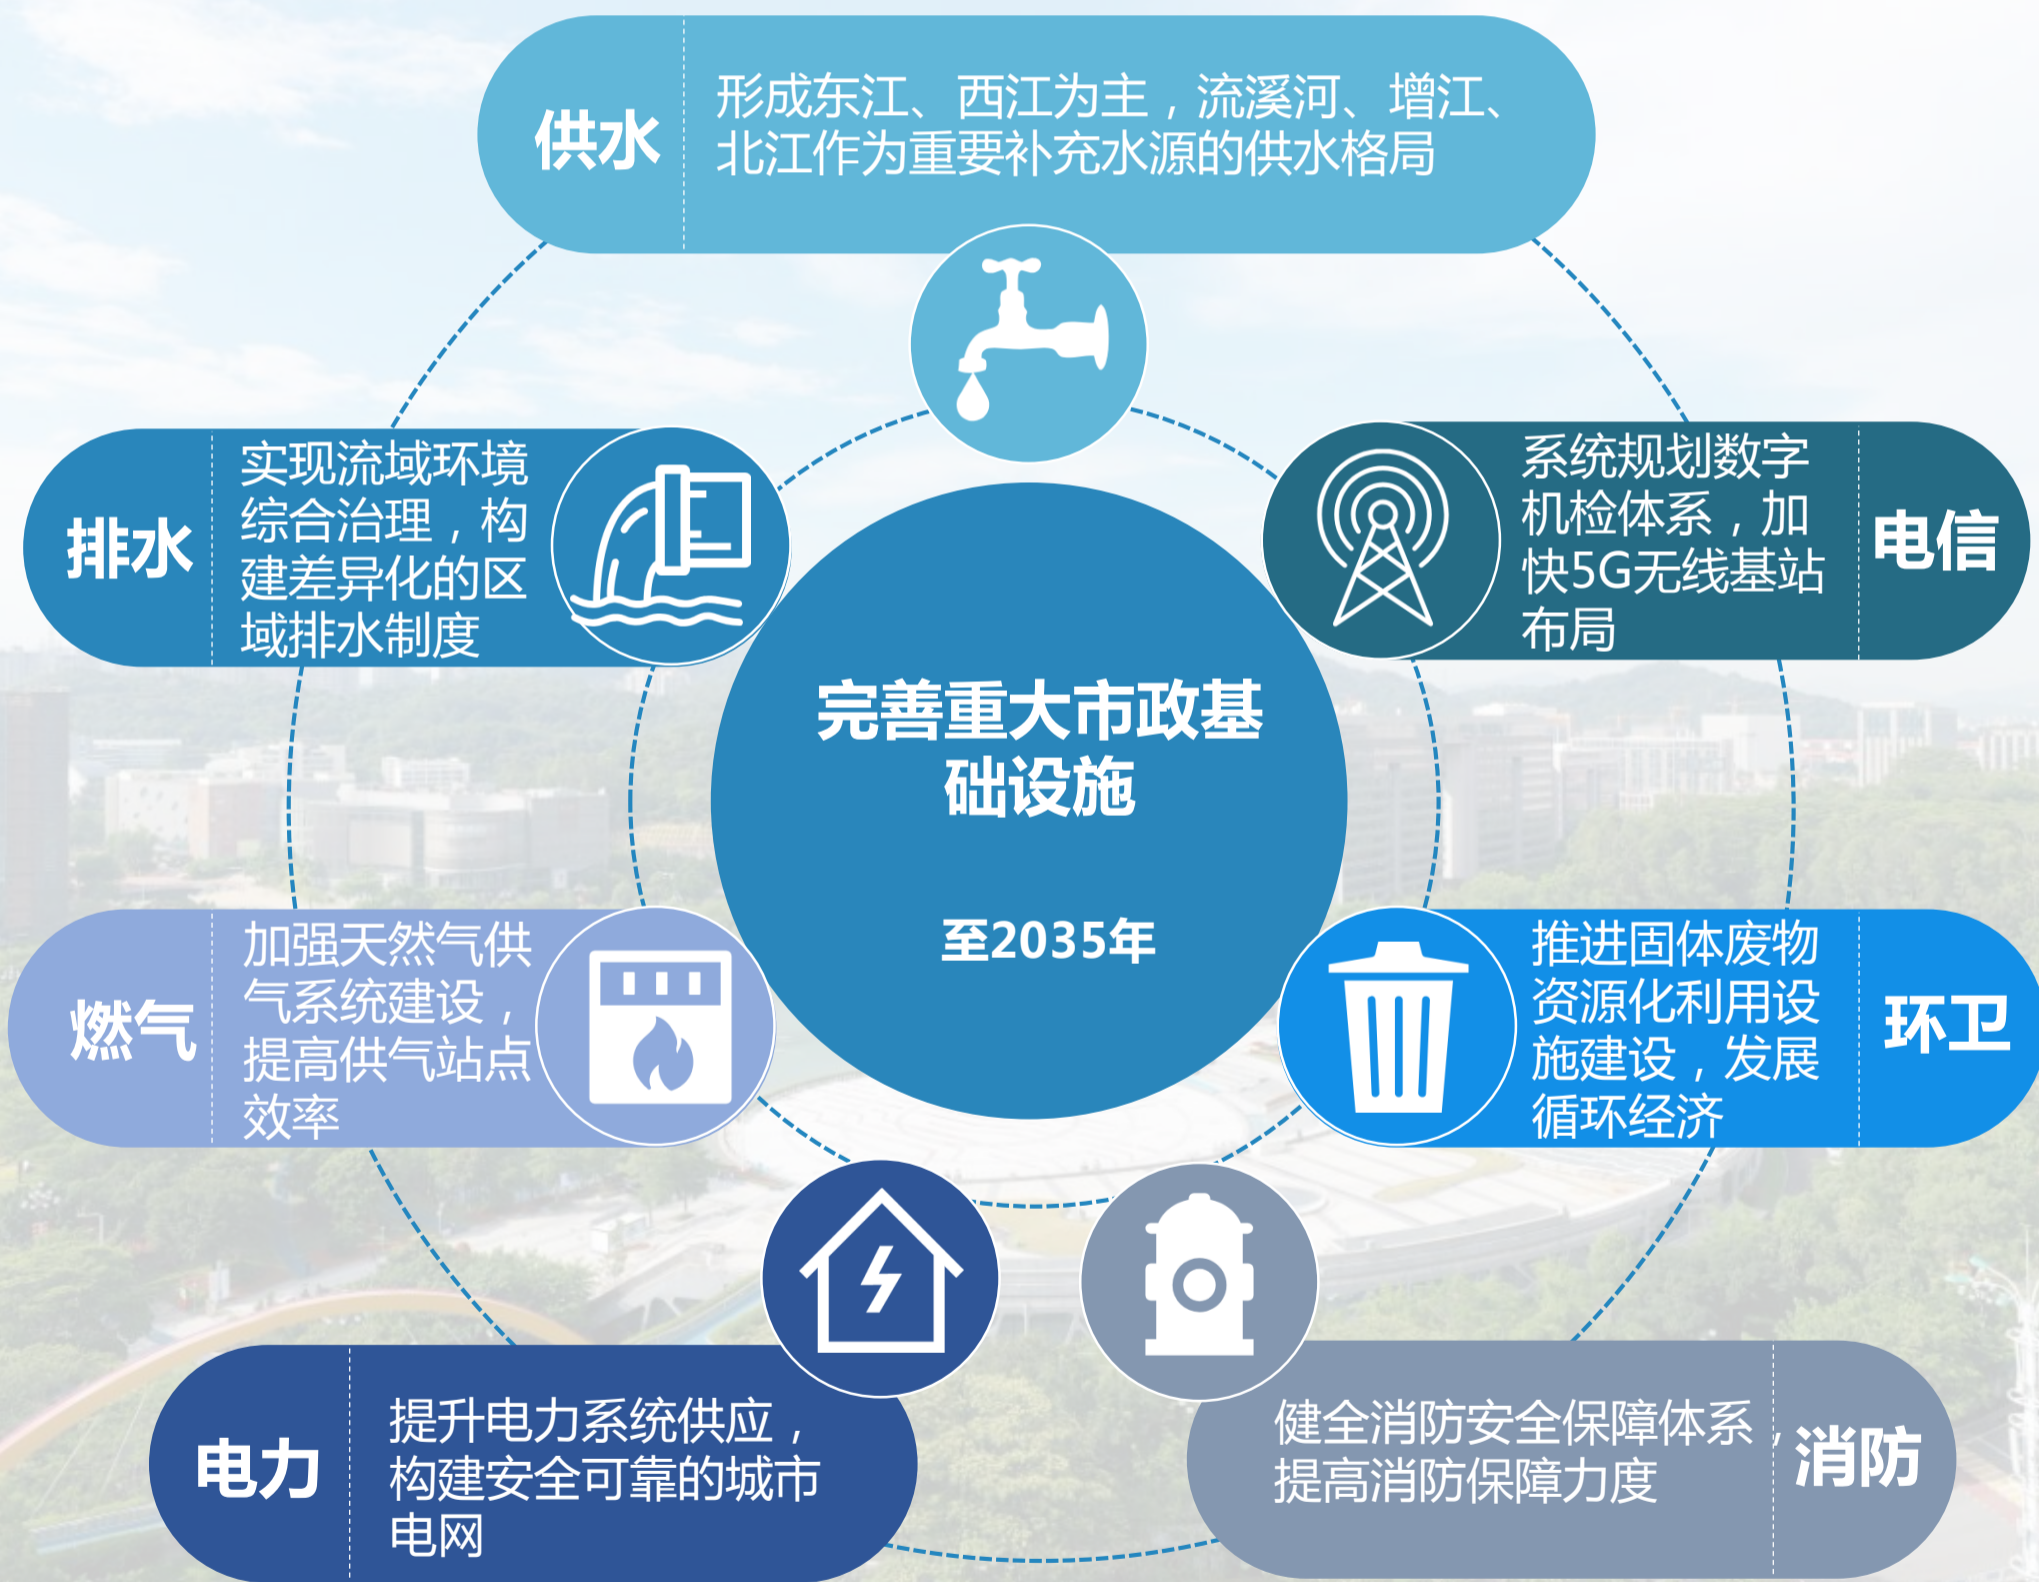 供水
形成东江、西江为主，流溪河、增江、
北江作为重要补充水源的供水格局
排水
实现流域环境
综合治理，构
建差异化的区
域排水制度
系统规划数字
机检体系，加
快5G无线基站
布局
电信
完善重大市政基
础设施
至2035年
燃气
加强天然气供
气系统建设，
提高供气站点
效率
推进固体废物
资源化利用设
施建设，发展
循环经济
环卫
电力
提升电力系统供应，
构建安全可靠的城市
电网
健全消防安全保障体系，
提高消防保障力度
消防